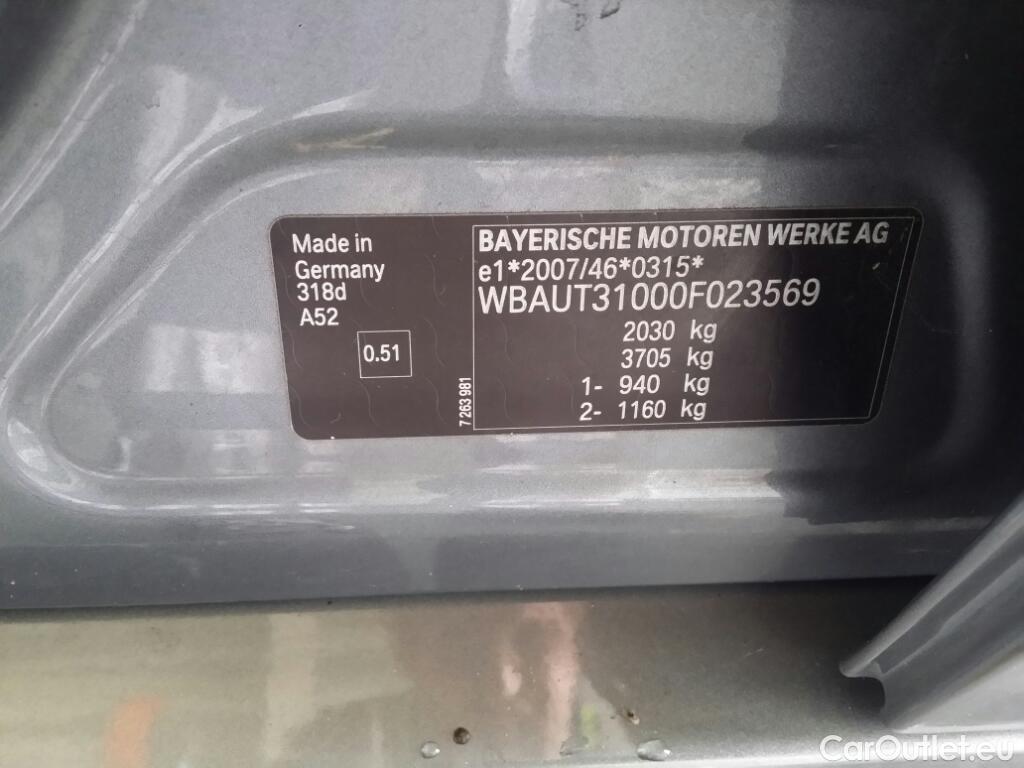 Made in
Germany
318d
A52
0.51
7 263 981
BAYERISCHE MOTOREN WERKE AG
e1*2007/46*0315*
WBAUT31000F023569
2030 kg
3705 kg
1- 940 kg
2- 1160 kg
CarOutlet.eu